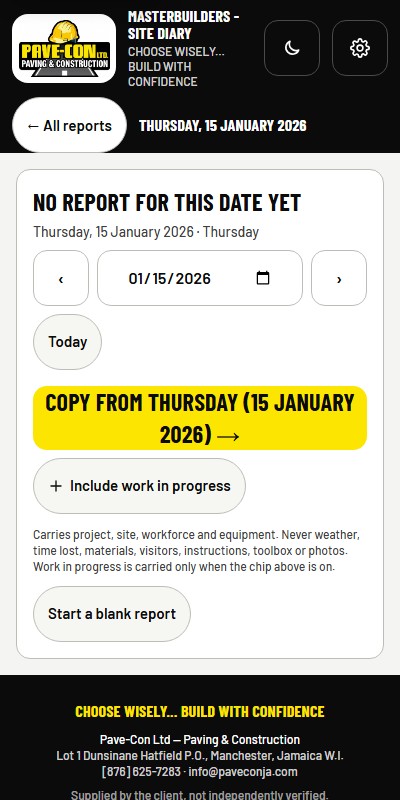 PAVE-CON LTD.
PAVING & CONSTRUCTION
MASTERBUILDERS -
SITE DIARY
CHOOSE WISELY...
BUILD WITH
CONFIDENCE
← All reports
THURSDAY, 15 JANUARY 2026
NO REPORT FOR THIS DATE YET
Thursday, 15 January 2026 · Thursday
‹
01/15/2026
›
Today
COPY FROM THURSDAY (15 JANUARY
2026) →
+ Include work in progress
Carries project, site, workforce and equipment. Never weather,
time lost, materials, visitors, instructions, toolbox or photos.
Work in progress is carried only when the chip above is on.
Start a blank report
CHOOSE WISELY... BUILD WITH CONFIDENCE
Pave-Con Ltd — Paving & Construction
Lot 1 Dunsinane Hatfield P.O., Manchester, Jamaica W.I.
[876] 625-7283 · info@paveconja.com
Supplied by the client, not independently verified.